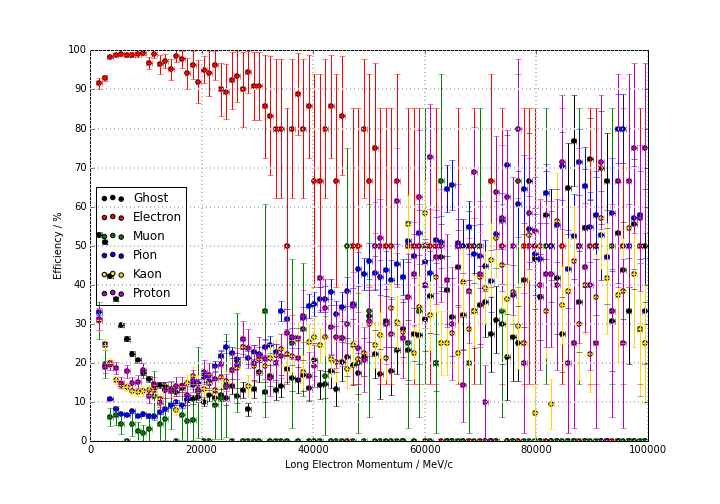 100
90
80
70
60
50
40
30
20
10
0
Efficiency / %
Ghost
Electron
Muon
Pion
Kaon
Proton
0 20000 40000 60000 80000 100000
Long Electron Momentum / MeV/c